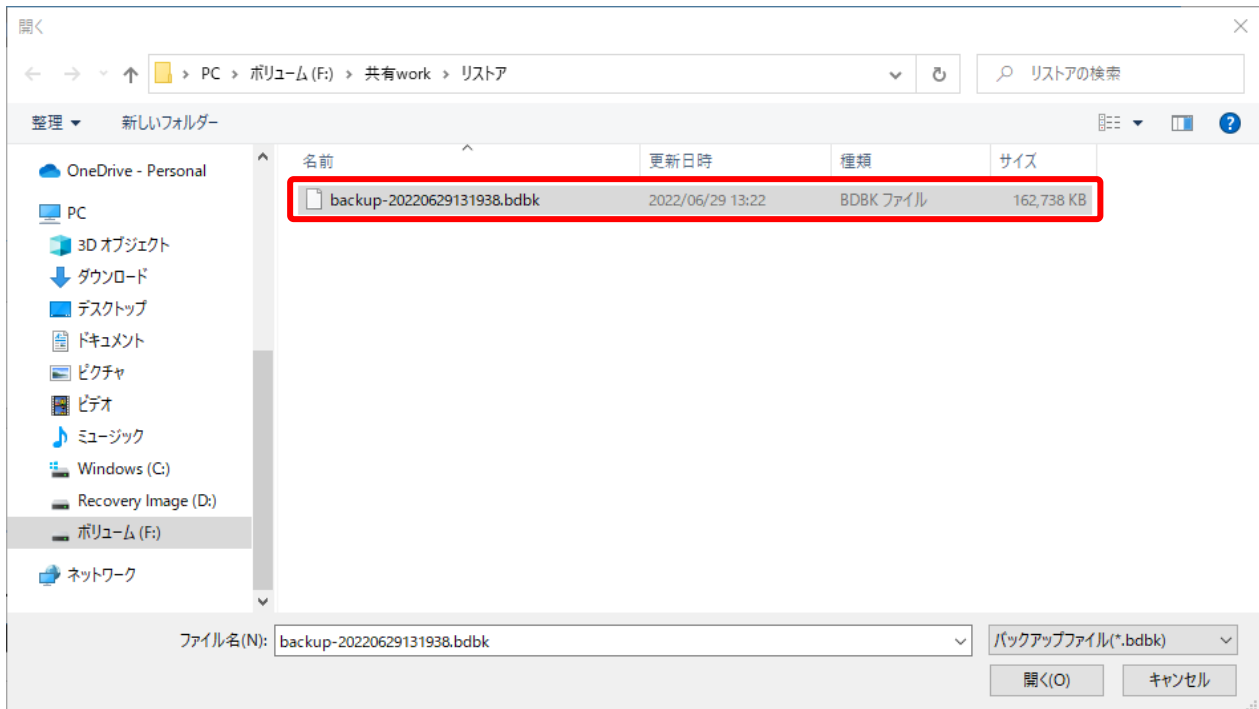 開く
PC › ボリューム (F:) › 共有work › リストア
リストアの検索
整理
新しいフォルダー
名前 更新日時 種類 サイズ
backup-20220629131938.bdbk 2022/06/29 13:22 BDBK ファイル 162,738 KB
OneDrive - Personal
PC
3D オブジェクト
ダウンロード
デスクトップ
ドキュメント
ピクチャ
ビデオ
ミュージック
Windows (C:)
Recovery Image (D:)
ボリューム (F:)
ネットワーク
ファイル名(N): backup-20220629131938.bdbk バックアップファイル(*.bdbk)
開く(O) キャンセル